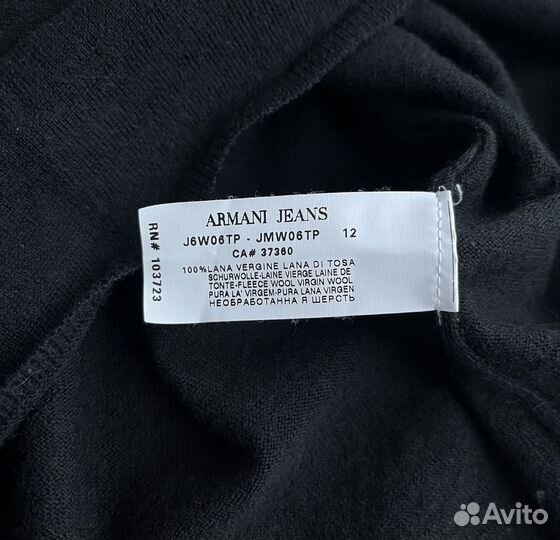 ARMANI JEANS
J6W06TP - JMW06TP 12
CA# 37360
100%LANA VERGINE LANA DI TOSA
SCHURWOLLE-LAINE VIERGE LAINE DE
TONTE-FLEECE WOOL VIRGIN WOOL
PURA LA' VIRGEM-PURA LANA VIRGEN
НЕОБРАБОТАННА Я ШЕРСТЬ
RN# 103723
Avito